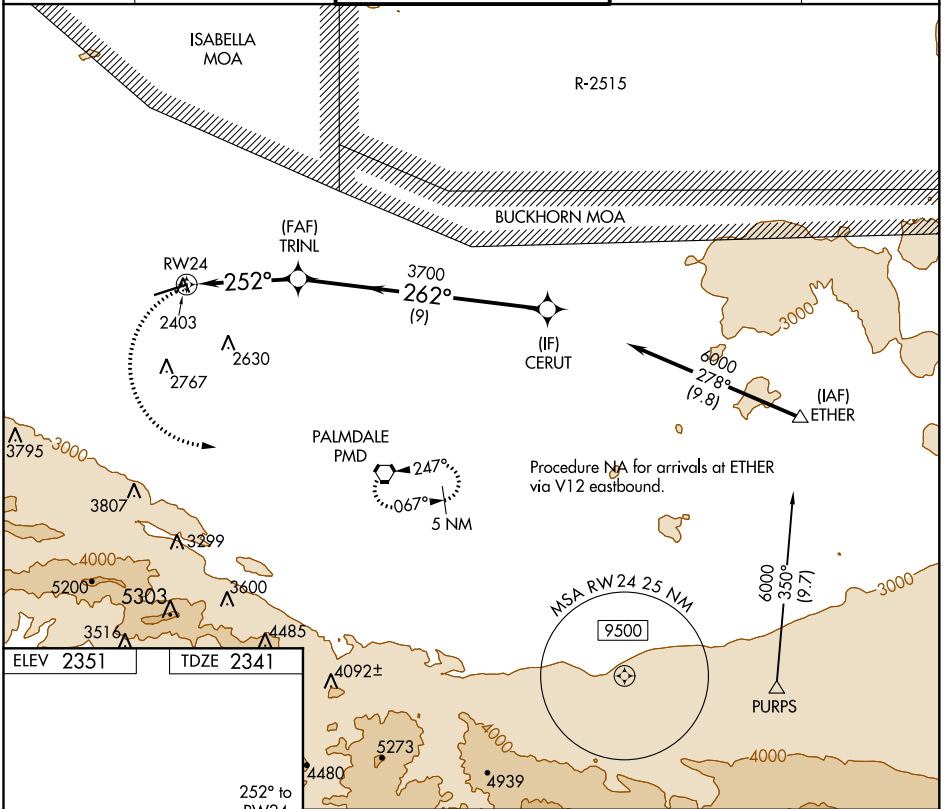 ISABELLA
MOA
R-2515
BUCKHORN MOA
(FAF)
TRINL
RW24
252°
3700
262°
(9)
2403
(IF)
CERUT
3000
2630
2767
6000
278°
(9.8)
(IAF)
ETHER
PALMDALE
PMD
247°
067°
5 NM
Procedure NA for arrivals at ETHER
via V12 eastbound.
3795
3000
3807
3299
4000
5200
5303
3600
3516
4485
6000
350°
(9.7)
3000
MSA RW24 25 NM
9500
PURPS
ELEV 2351
TDZE 2341
4092±
4000
5273
4480
4939
4000
252° to
RW24